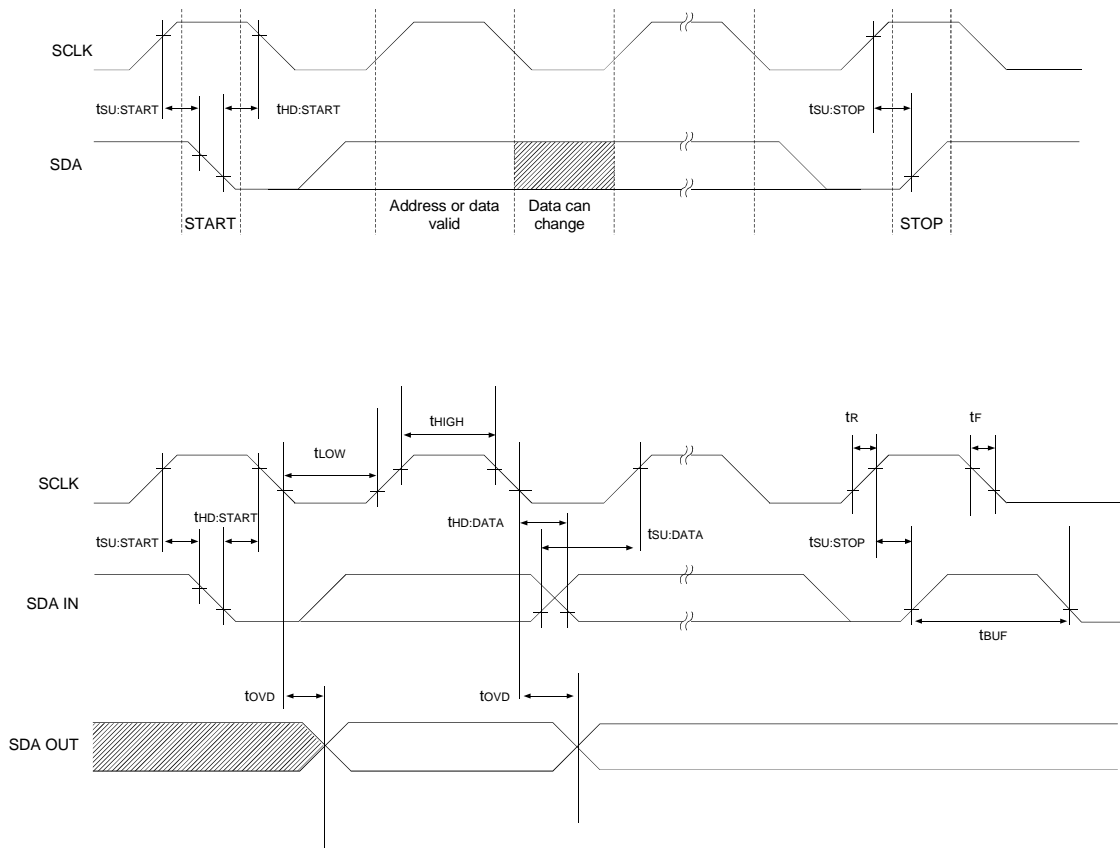 SCLK
tSU:START
tHD:START
tSU:STOP
SDA
START
Address or data
valid
Data can
change
STOP
tHIGH
tR
tF
tLOW
SCLK
tHD:START
tHD:DATA
tSU:START
tSU:DATA
tSU:STOP
SDA IN
tBUF
tOVD
tOVD
SDA OUT